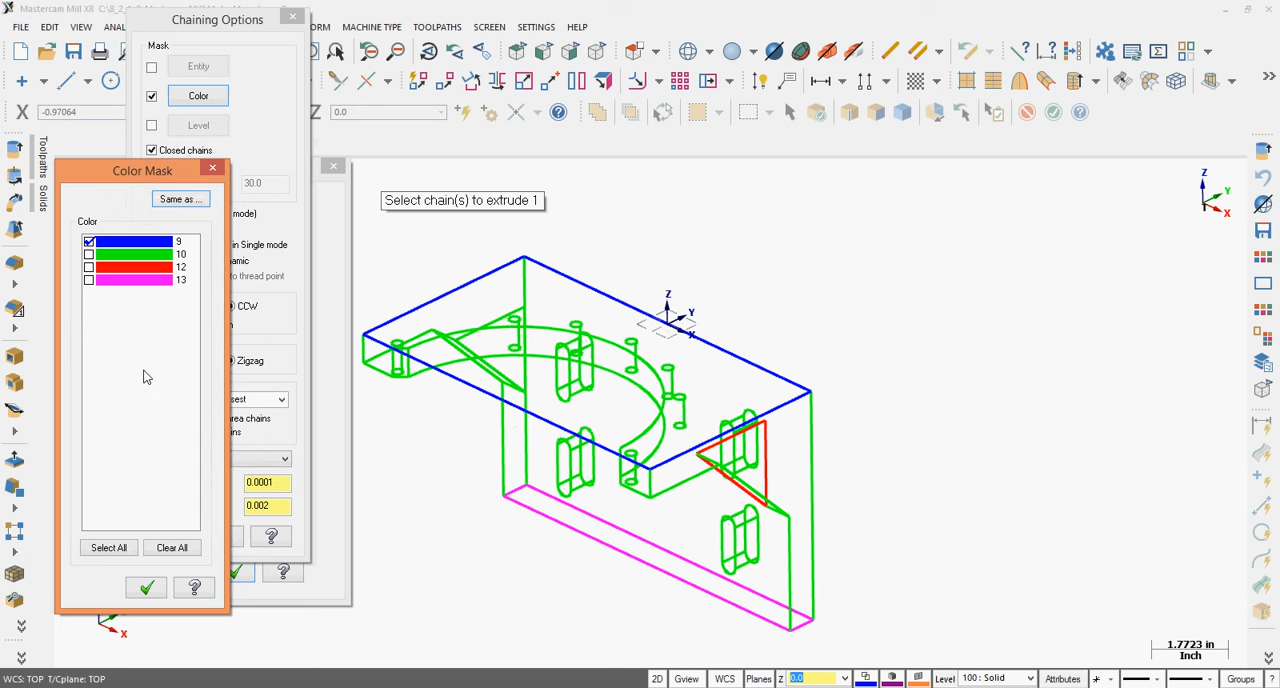 Mastercam Mill X8
FILE EDIT VIEW ORM MACHINE TYPE TOOLPATHS SCREEN SETTINGS HELP
Chaining Options
Mask
Entity
Color
Level
Closed chains
30.0
mode)
in Single mode
amic
to thread point
CCW
Zigzag
sest
area chains
ins
0.0001
0.002
?
?
X -0.97064 Z 0.0
Toolpaths
Solids
Color Mask
Same as ...
Color
9
10
12
13
Select All Clear All
?
Select chain(s) to extrude 1
Z
Y
X
Z
Y
X
X
1.7723 in
Inch
WCS: TOP T/Cplane: TOP 2D Gview WCS Planes Z 0.0 Level 100 : Solid Attributes Groups ?